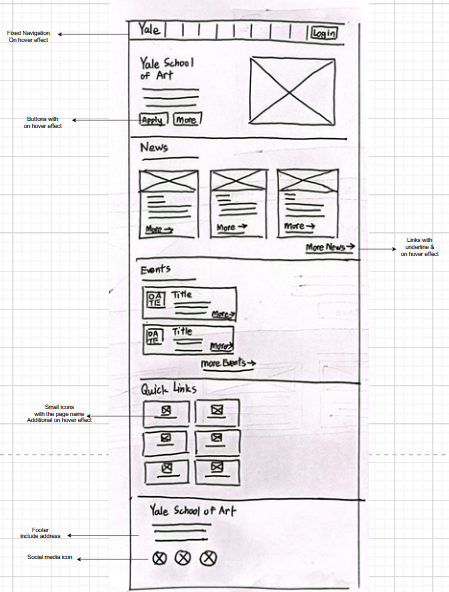 Fixed Navigation
On hover effect
Yale
Login
Yale School
of Art
Buttons with
on hover effect
Apply
More
News
More →
More →
More →
More News →
Links with
underline &
on hover effect
Events
DA
TE
Title
More →
DA
TE
Title
More →
more Events →
Quick Links
Small icons
with the page name
Additional on hover effect
Yale School of Art
Footer
include address
Social media icon